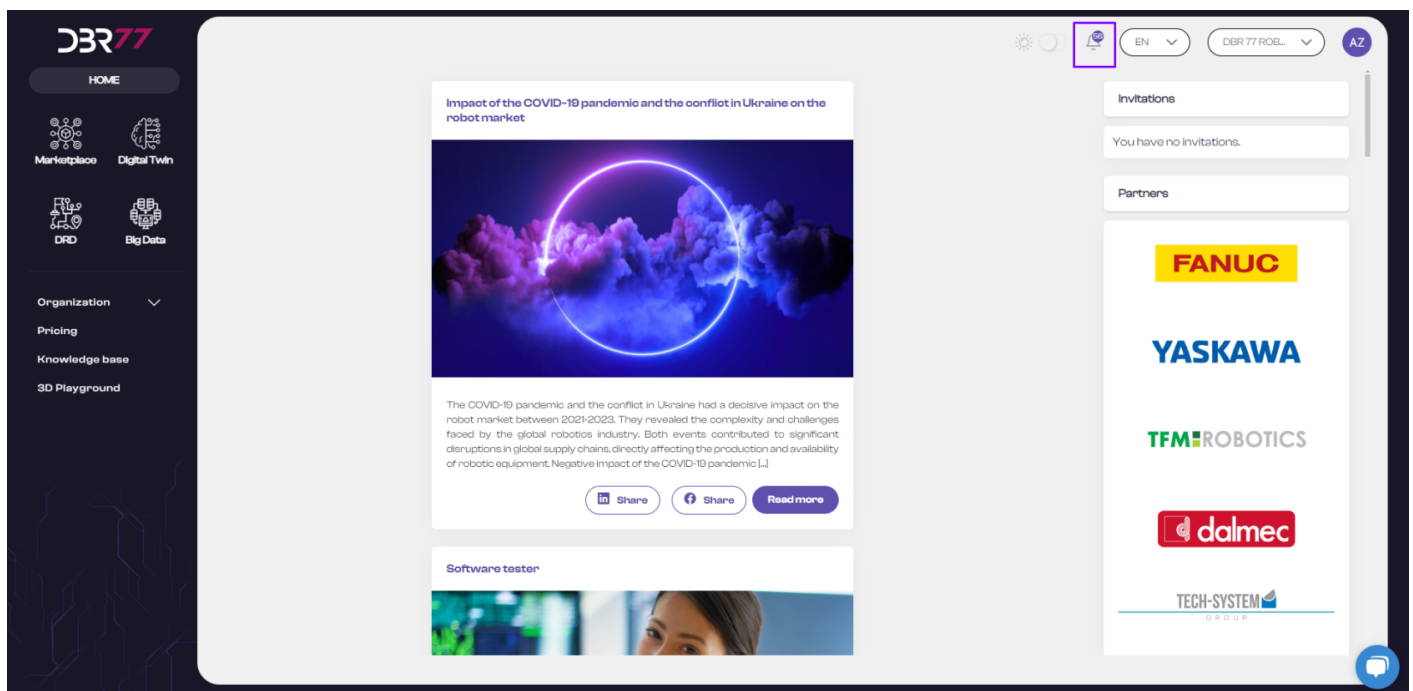 DBR77
HOME
Marketplace
Digital Twin
DRD
Big Data
Organization
Pricing
Knowledge base
3D Playground
56
EN
DBR 77 ROB...
AZ
Impact of the COVID-19 pandemic and the conflict in Ukraine on the
robot market
The COVID-19 pandemic and the conflict in Ukraine had a decisive impact on the
robot market between 2021-2023. They revealed the complexity and challenges
faced by the global robotics industry. Both events contributed to significant
disruptions in global supply chains, directly affecting the production and availability
of robotic equipment. Negative impact of the COVID-19 pandemic [...]
Share
Share
Read more
Software tester
Invitations
You have no invitations.
Partners
FANUC
YASKAWA
TFM ROBOTICS
dalmec
TECH-SYSTEM
GROUP